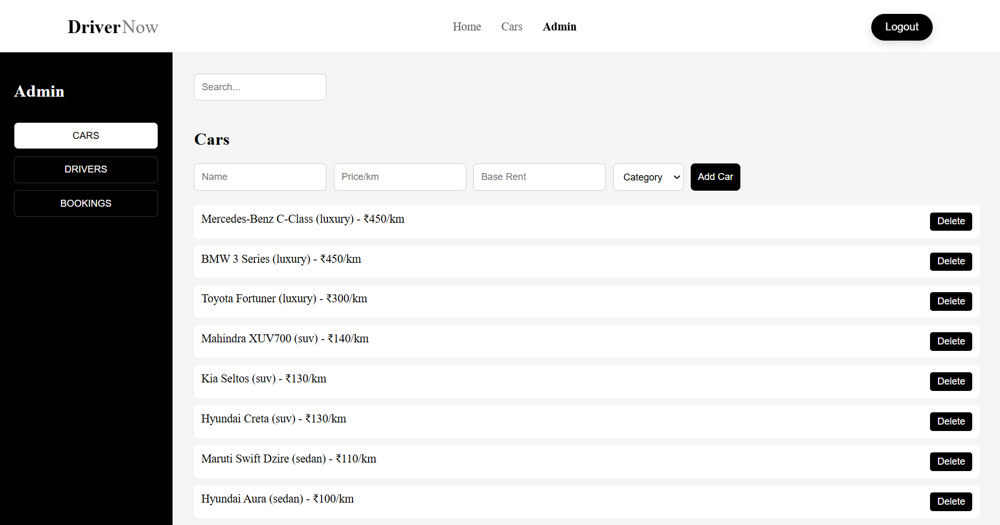 DriverNow
Home Cars Admin
Logout
Admin
CARS
DRIVERS
BOOKINGS
Search...
Cars
Name Price/km Base Rent Category Add Car
Mercedes-Benz C-Class (luxury) - ₹450/km Delete
BMW 3 Series (luxury) - ₹450/km Delete
Toyota Fortuner (luxury) - ₹300/km Delete
Mahindra XUV700 (suv) - ₹140/km Delete
Kia Seltos (suv) - ₹130/km Delete
Hyundai Creta (suv) - ₹130/km Delete
Maruti Swift Dzire (sedan) - ₹110/km Delete
Hyundai Aura (sedan) - ₹100/km Delete